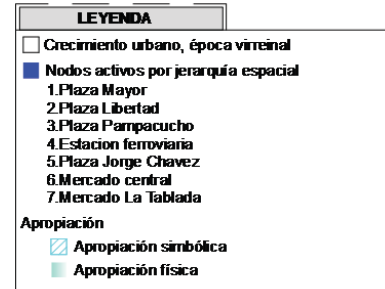 LEYENDA
Crecimiento urbano, época virreinal
Nodos activos por jerarquía espacial
1.Plaza Mayor
2.Plaza Libertad
3.Plaza Pampacucho
4.Estacion ferroviaria
5.Plaza Jorge Chavez
6.Mercado central
7.Mercado La Tablada
Apropiación
Apropiación simbólica
Apropiación física